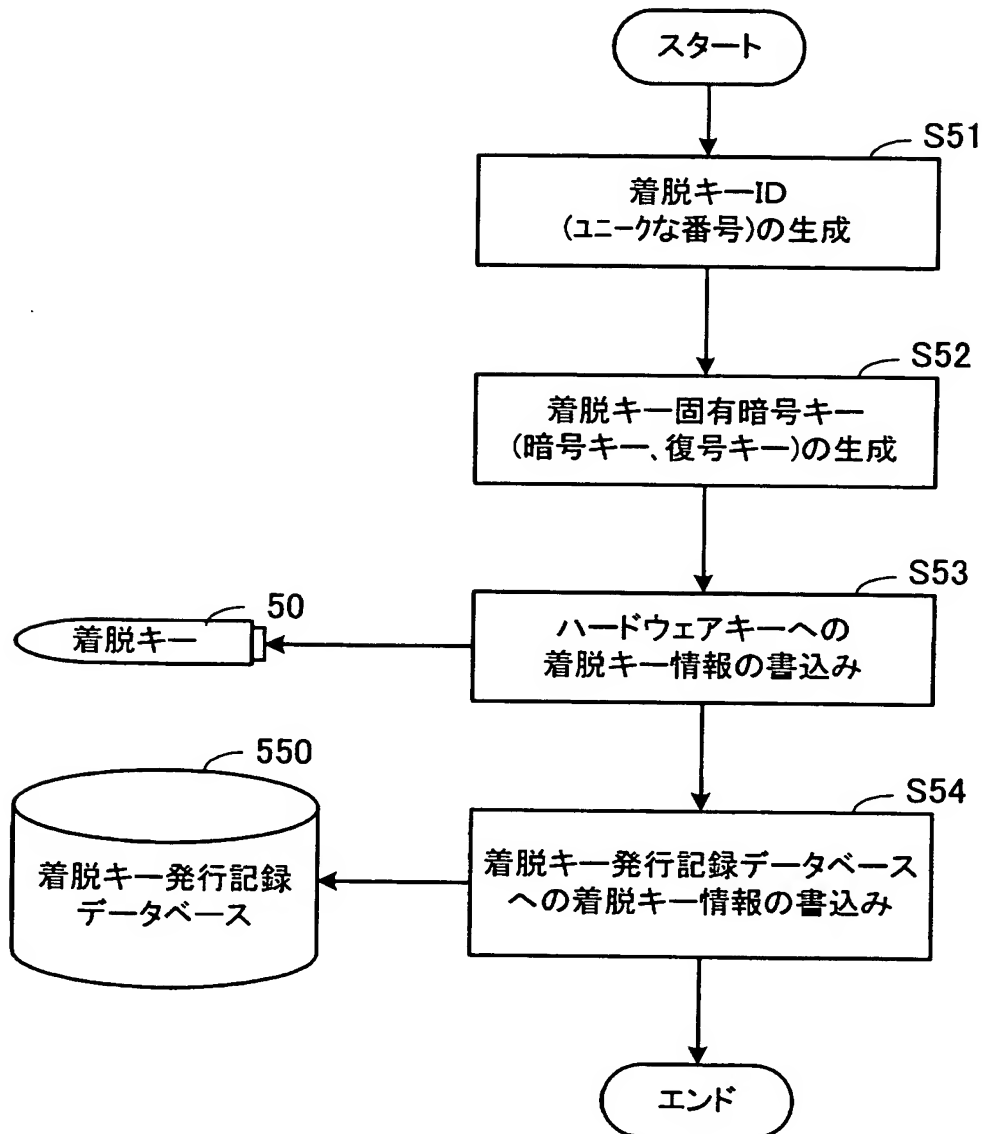 スタート
S51
着脱キーID
(ユニークな番号)の生成
S52
着脱キー固有暗号キー
(暗号キー、復号キー)の生成
S53
ハードウェアキーへの
着脱キー情報の書込み
50
着脱キー
S54
着脱キー発行記録データベース
への着脱キー情報の書込み
550
着脱キー発行記録
データベース
エンド